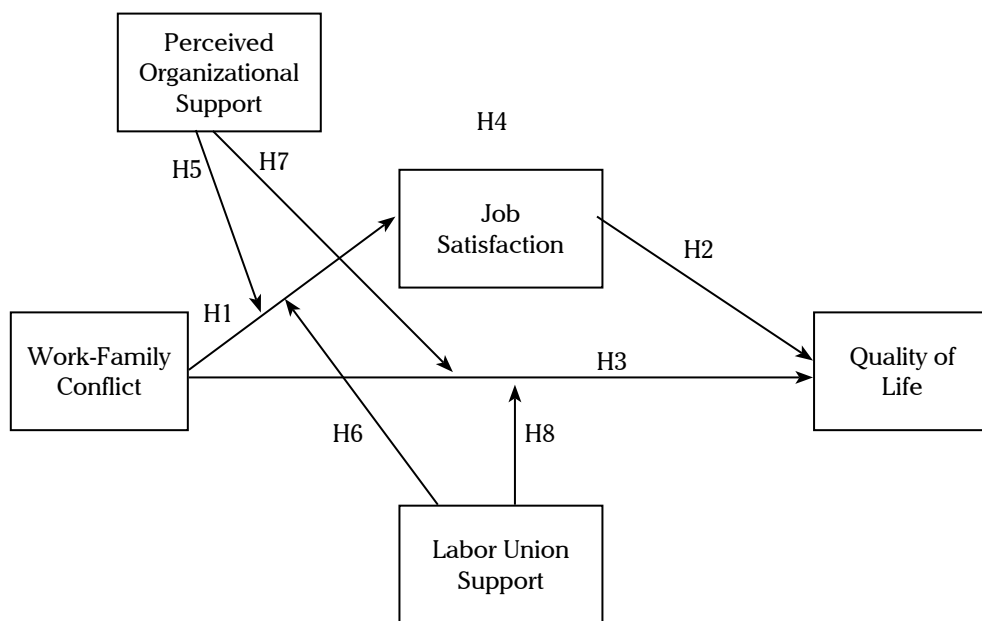 Perceived
Organizational
Support
H4
H5
H7
Job
Satisfaction
H2
H1
Work-Family
Conflict
H3
Quality of
Life
H6
H8
Labor Union
Support